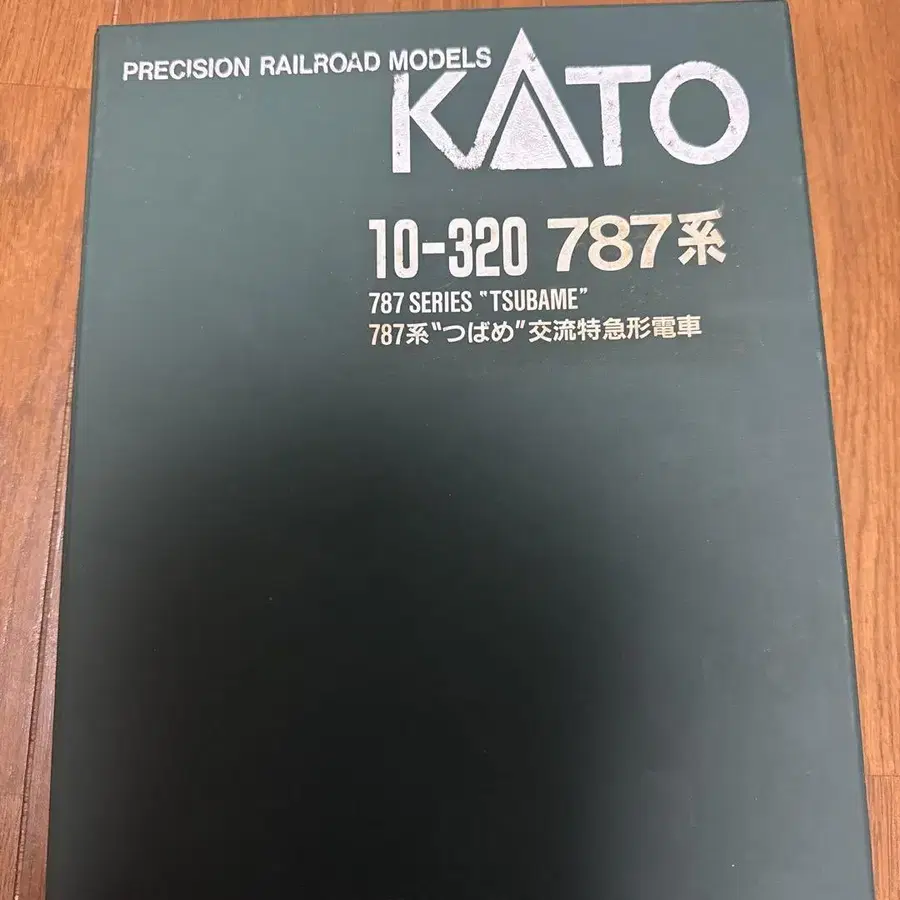 PRECISION RAILROAD MODELS
KATO
10-320 787系
787 SERIES "TSUBAME"
787系"つばめ"交流特急形電車